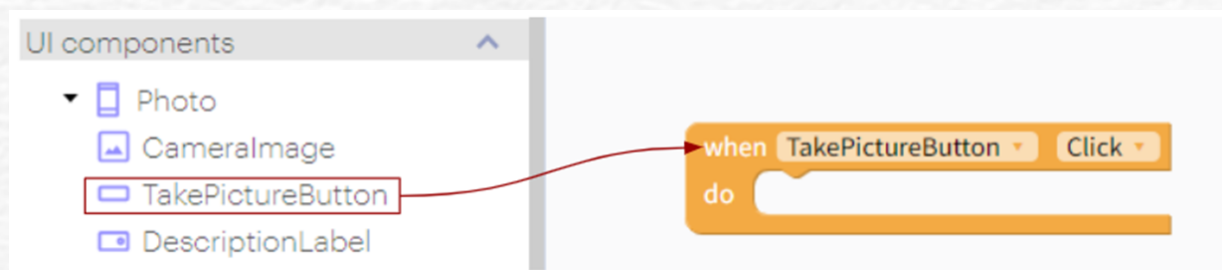 UI components
Photo
CameraImage
TakePictureButton
DescriptionLabel
when TakePictureButton Click
do